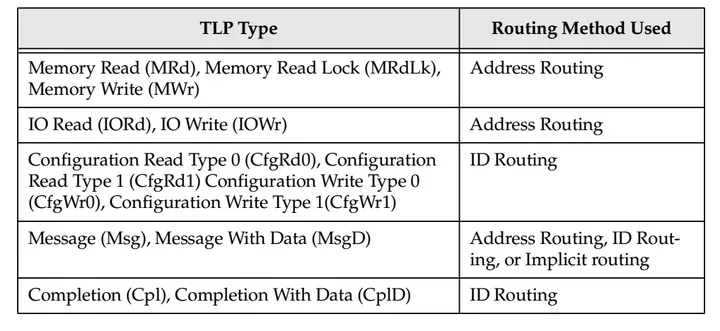 TLP Type
Routing Method Used
Memory Read (MRd), Memory Read Lock (MRdLk),
Memory Write (MWr)
Address Routing
IO Read (IORd), IO Write (IOWr)
Address Routing
Configuration Read Type 0 (CfgRd0), Configuration
Read Type 1 (CfgRd1) Configuration Write Type 0
(CfgWr0), Configuration Write Type 1(CfgWr1)
ID Routing
Message (Msg), Message With Data (MsgD)
Address Routing, ID Rout-
ing, or Implicit routing
Completion (Cpl), Completion With Data (CplD)
ID Routing